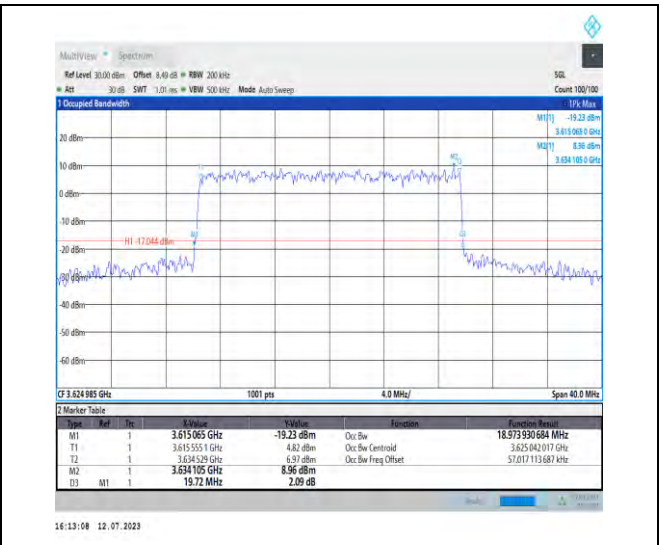 MultiView Spectrum
Ref Level 30.00 dBm Offset 8.49 dB RBW 200 kHz SGL
Att 30 dB SWT 1.01 ms VBW 500 kHz Mode Auto Sweep Count 100/100
1 Occupied Bandwidth 1Pk Max
M1[1] -19.23 dBm
3.615 065 0 GHz
M2[1] 8.96 dBm
3.634 105 0 GHz
20 dBm
10 dBm
0 dBm
-10 dBm
H1 -17.044 dBm
-20 dBm
-30 dBm
-40 dBm
-50 dBm
-60 dBm
CF 3.624 985 GHz 1001 pts 4.0 MHz/ Span 40.0 MHz
2 Marker Table
Type Ref Trc X-Value Y-Value Function Function Result
M1 1 3.615 065 GHz -19.23 dBm Occ Bw 18.973 930 684 MHz
T1 1 3.615 555 1 GHz 4.82 dBm Occ Bw Centroid 3.625 042 017 GHz
T2 1 3.634 529 GHz 6.97 dBm Occ Bw Freq Offset 57.017 113 687 kHz
M2 1 3.634 105 GHz 8.96 dBm
D3 M1 1 19.72 MHz 2.09 dB
16:13:08 12.07.2023